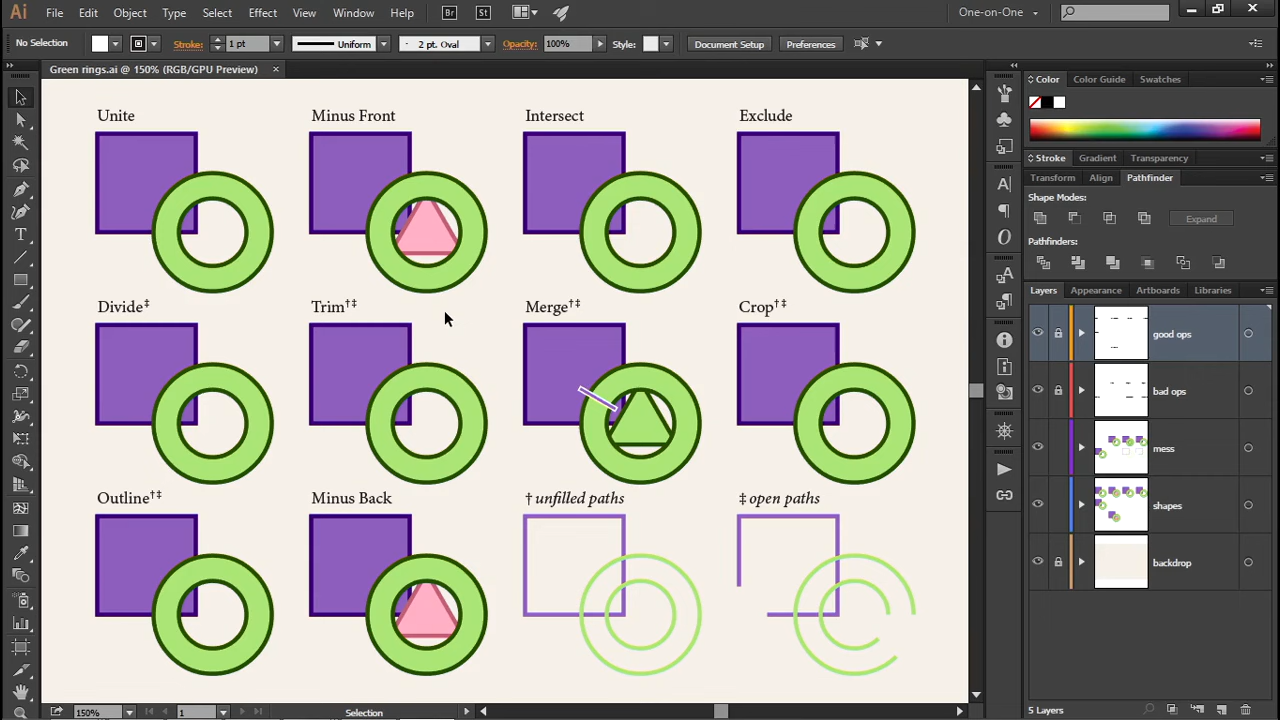 Ai File Edit Object Type Select Effect View Window Help Br St One-on-One
No Selection Stroke: 1 pt Uniform 2 pt. Oval Opacity: 100% Style: Document Setup Preferences
Green rings.ai @ 150% (RGB/GPU Preview)
Color Color Guide Swatches
Unite Minus Front Intersect Exclude
Stroke Gradient Transparency
Transform Align Pathfinder
Shape Modes:
Expand
Pathfinders:
Layers Appearance Artboards Libraries
Divide‡ Trim†‡ Merge†‡ Crop†‡
good ops
bad ops
mess
Outline†‡ Minus Back † unfilled paths ‡ open paths
shapes
backdrop
150% 1 Selection 5 Layers